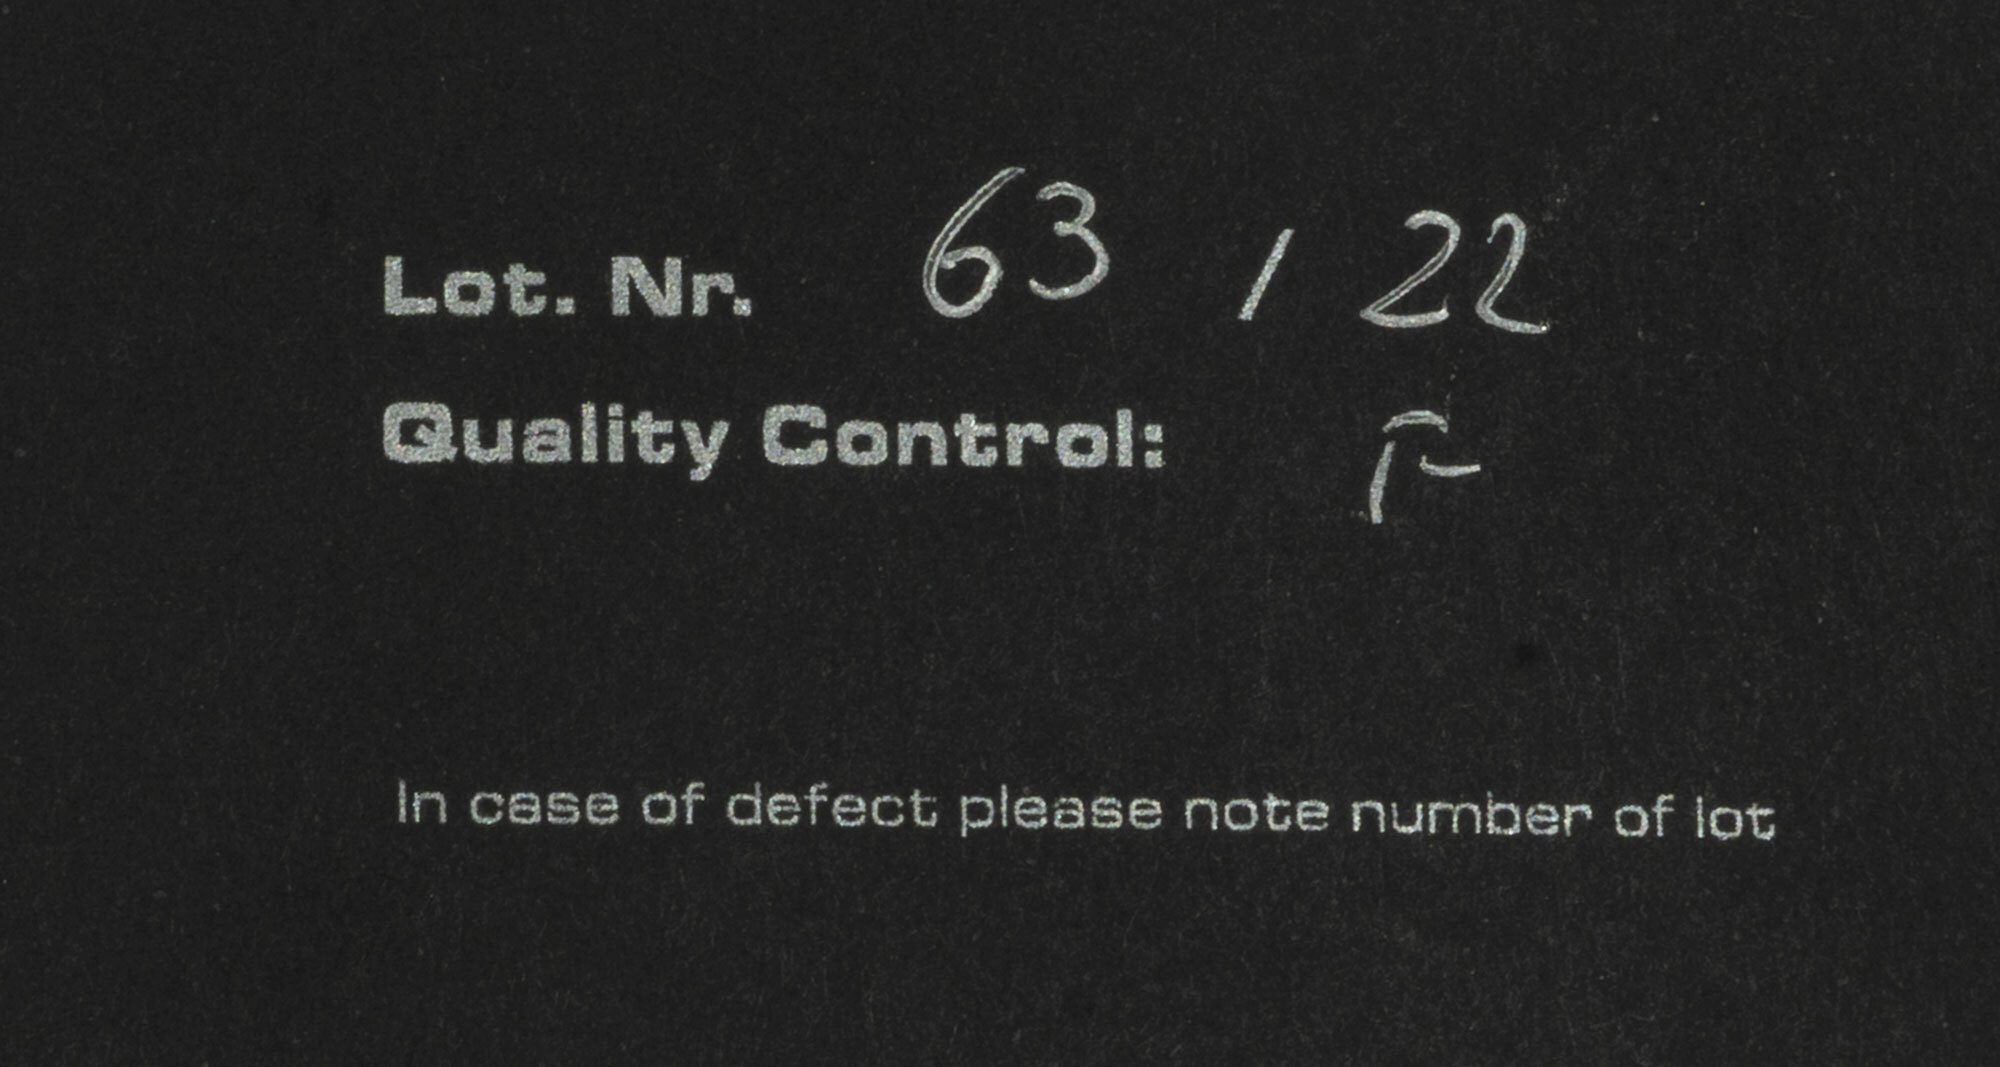 Lot. Nr. 63 / 22
Quality Control: F
In case of defect please note number of lot